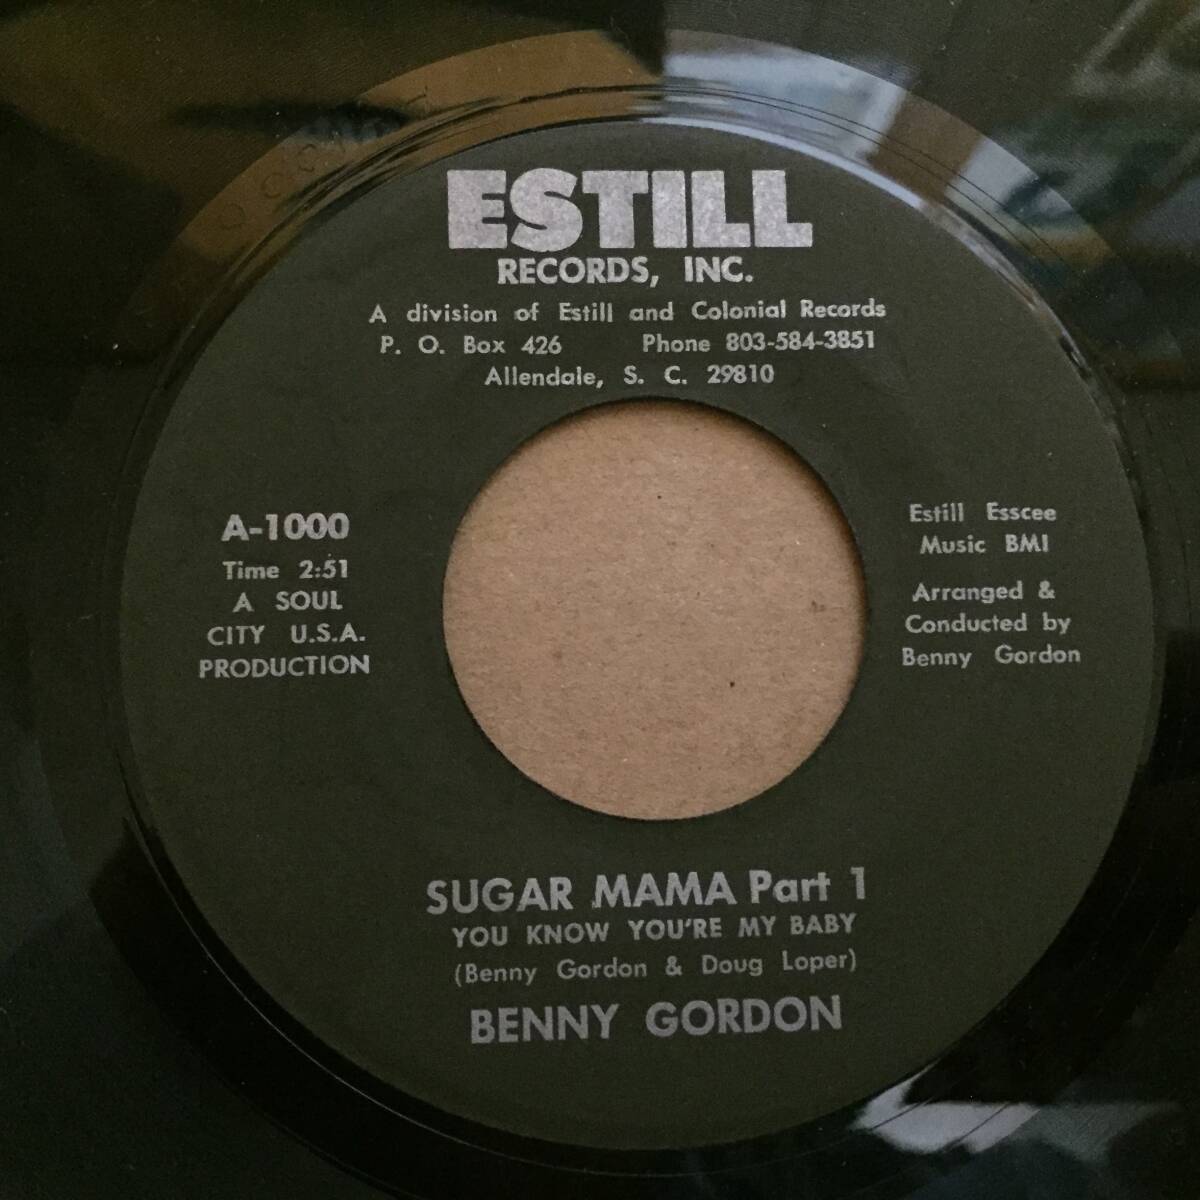 ESTILL
RECORDS, INC.
A division of Estill and Colonial Records
P. O. Box 426 Phone 803-584-3851
Allendale, S. C. 29810
A-1000
Time 2:51
A SOUL
CITY U.S.A.
PRODUCTION
Estill Esscee
Music BMI
Arranged &
Conducted by
Benny Gordon
SUGAR MAMA Part 1
YOU KNOW YOU'RE MY BABY
(Benny Gordon & Doug Loper)
BENNY GORDON